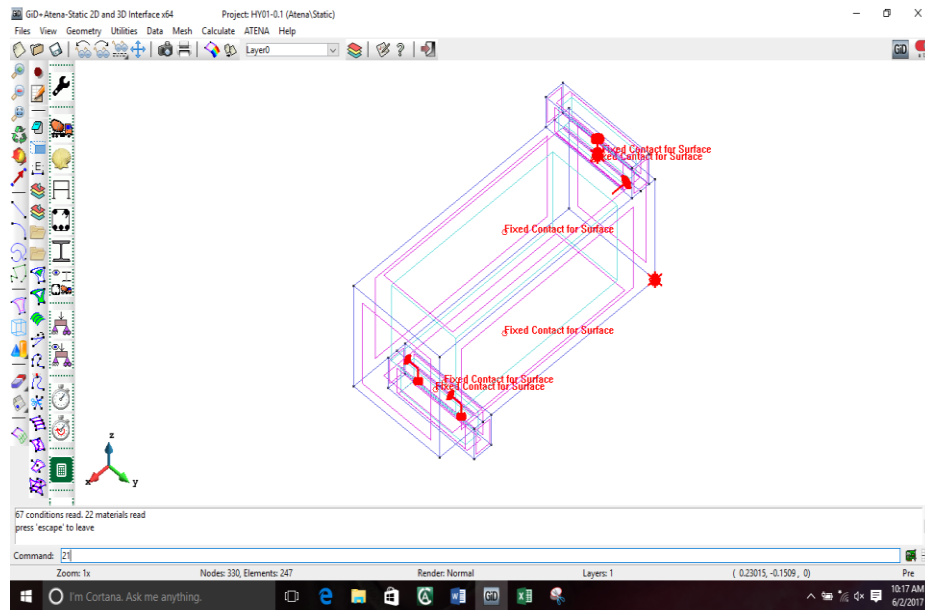 GiD+Atena-Static 2D and 3D Interface x64 Project: HY01-0.1 (Atena\Static)
Files View Geometry Utilities Data Mesh Calculate ATENA Help
Layer0 GiD
Fixed Contact for Surface
Fixed Contact for Surface
Fixed Contact for Surface
Fixed Contact for Surface
Fixed Contact for Surface
Fixed Contact for Surface
z
x y
67 conditions read. 22 materials read
press 'escape' to leave
Command: 21
Zoom: 1x Nodes: 330, Elements: 247 Render: Normal Layers: 1 ( 0.23015, -0.1509 , 0) Pre
I'm Cortana. Ask me anything. 10:17 AM
6/2/2017